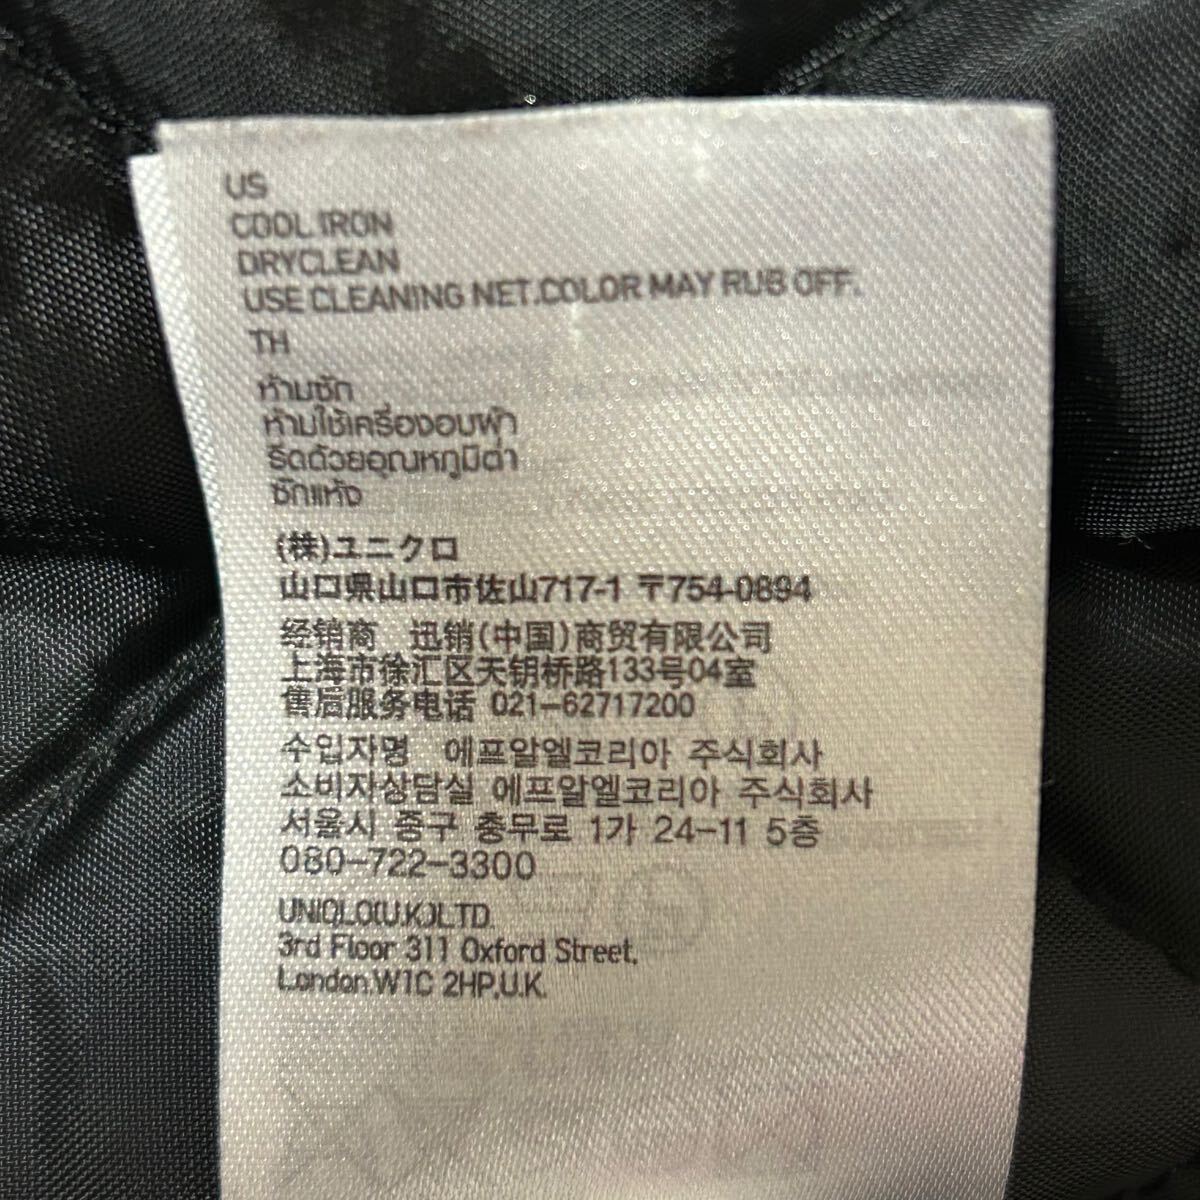 US
COOL IRON
DRYCLEAN
USE CLEANING NET.COLOR MAY RUB OFF.
TH
ห้ามซัก
ห้ามใช้เครื่องอบผ้า
รีดด้วยอุณหภูมิต่ำ
ซักแห้ง
(株)ユニクロ
山口県山口市佐山717-1 〒754-0894
经销商 迅销(中国)商贸有限公司
上海市徐汇区天钥桥路133号04室
售后服务电话 021-62717200
수입자명 에프알엘코리아 주식회사
소비자상담실 에프알엘코리아 주식회사
서울시 중구 충무로 1가 24-11 5층
080-722-3300
UNIQLO(U.K.)LTD.
3rd Floor 311 Oxford Street,
London.W1C 2HP,U.K.